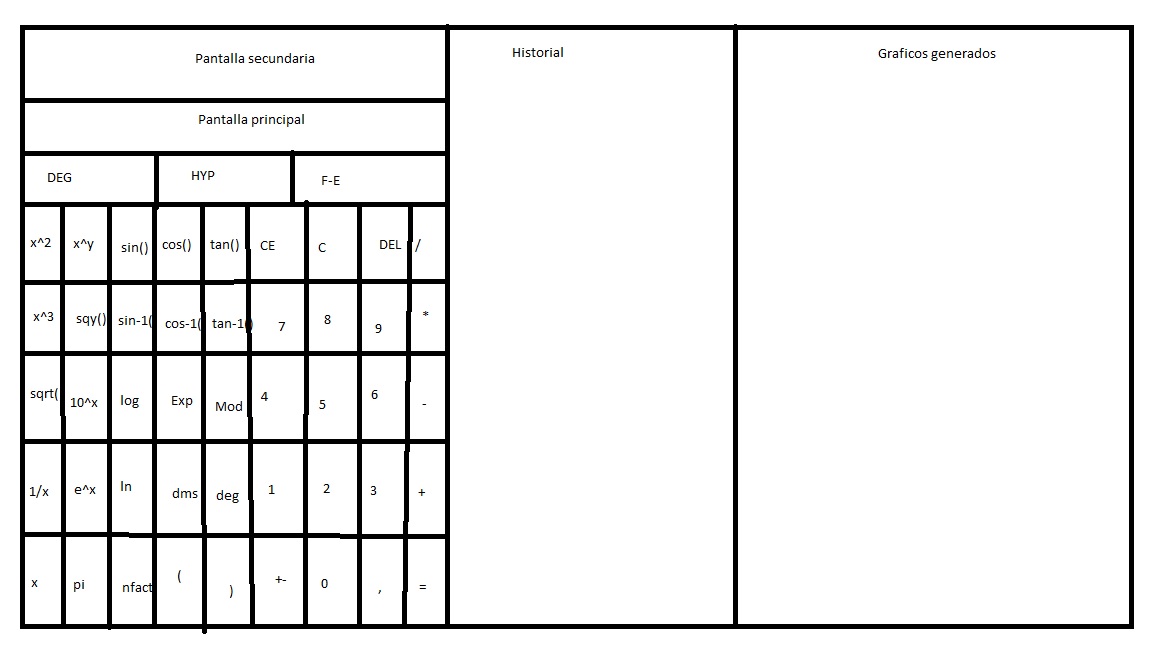 Pantalla secundaria
Historial
Graficos generados
Pantalla principal
DEG HYP F-E
x^2 x^y sin() cos() tan() CE C DEL /
x^3 sqy() sin-1( cos-1( tan-1( 7 8 9 *
sqrt( 10^x log Exp Mod 4 5 6 -
1/x e^x ln dms deg 1 2 3 +
x pi nfact ( ) +- 0 , =